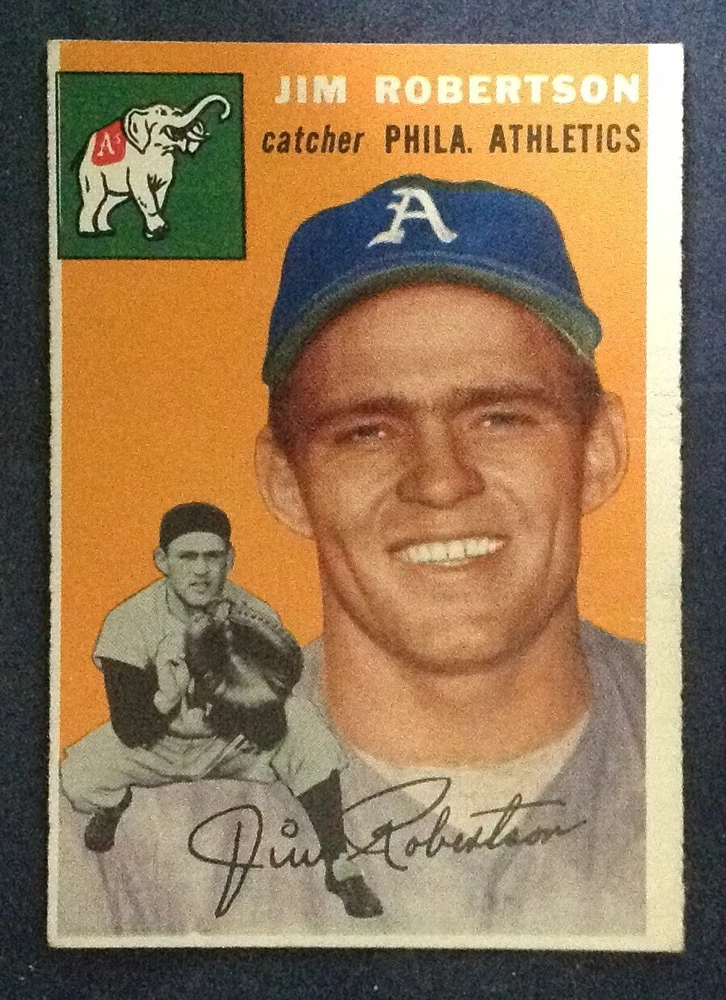 JIM ROBERTSON
catcher PHILA. ATHLETICS
A's
A
Jim Robertson